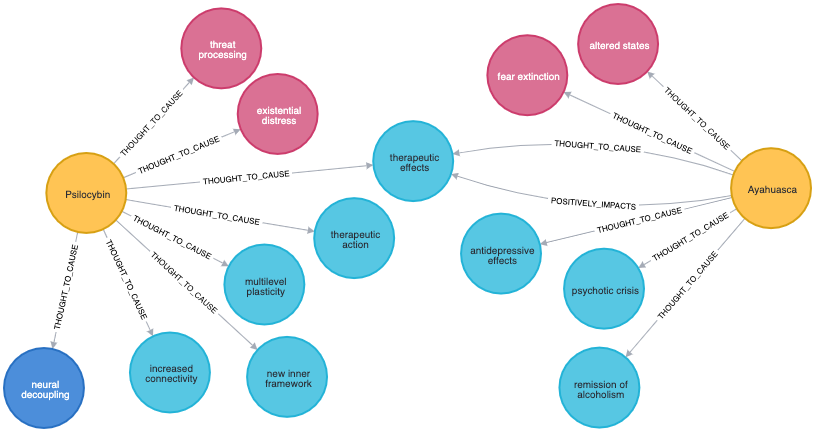 threat
processing
existential
distress
altered states
fear extinction
therapeutic
effects
Psilocybin
Ayahuasca
therapeutic
action
antidepressive
effects
multilevel
plasticity
psychotic crisis
neural
decoupling
increased
connectivity
new inner
framework
remission of
alcoholism
THOUGHT_TO_CAUSE
THOUGHT_TO_CAUSE
THOUGHT_TO_CAUSE
THOUGHT_TO_CAUSE
THOUGHT_TO_CAUSE
THOUGHT_TO_CAUSE
THOUGHT_TO_CAUSE
THOUGHT_TO_CAUSE
THOUGHT_TO_CAUSE
THOUGHT_TO_CAUSE
THOUGHT_TO_CAUSE
POSITIVELY_IMPACTS
THOUGHT_TO_CAUSE
THOUGHT_TO_CAUSE
THOUGHT_TO_CAUSE